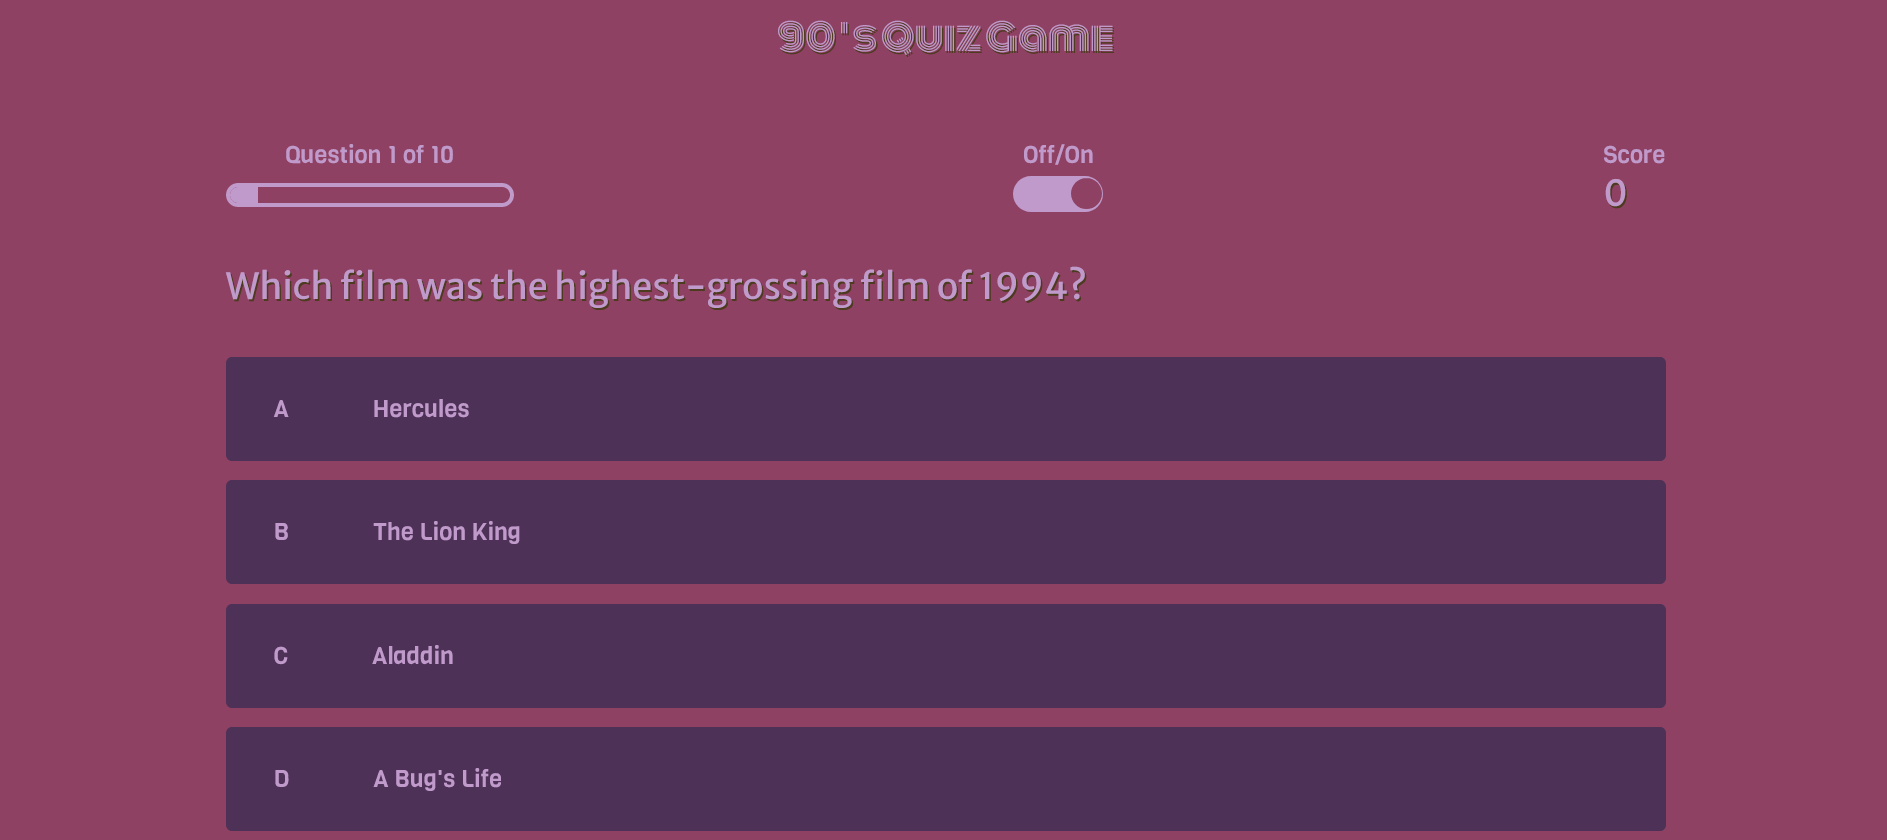 90's Quiz Game
Question 1 of 10
Off/On
Score
0
Which film was the highest-grossing film of 1994?
A Hercules
B The Lion King
C Aladdin
D A Bug's Life